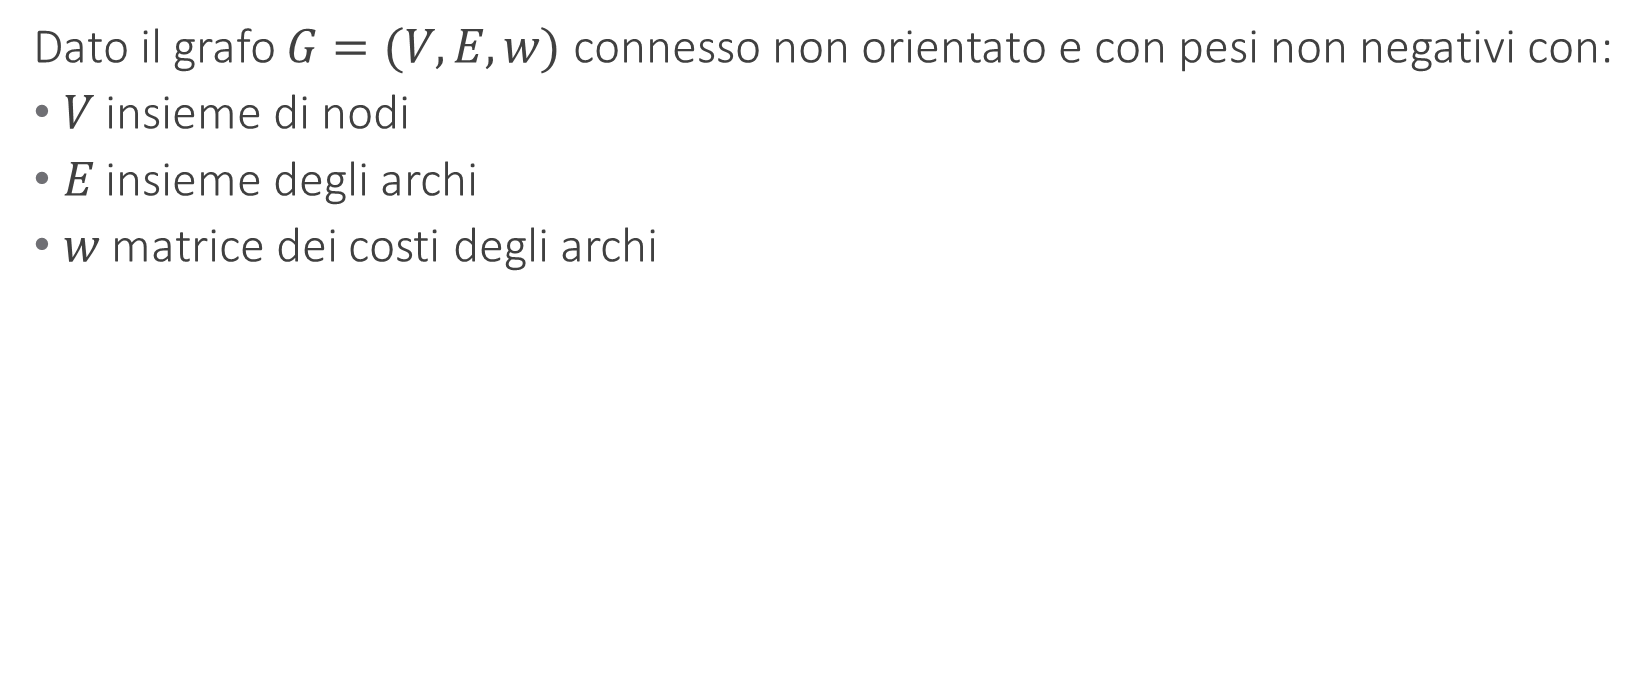 Dato il grafo G = (V, E, w) connesso non orientato e con pesi non negativi con:
• V insieme di nodi
• E insieme degli archi
• w matrice dei costi degli archi